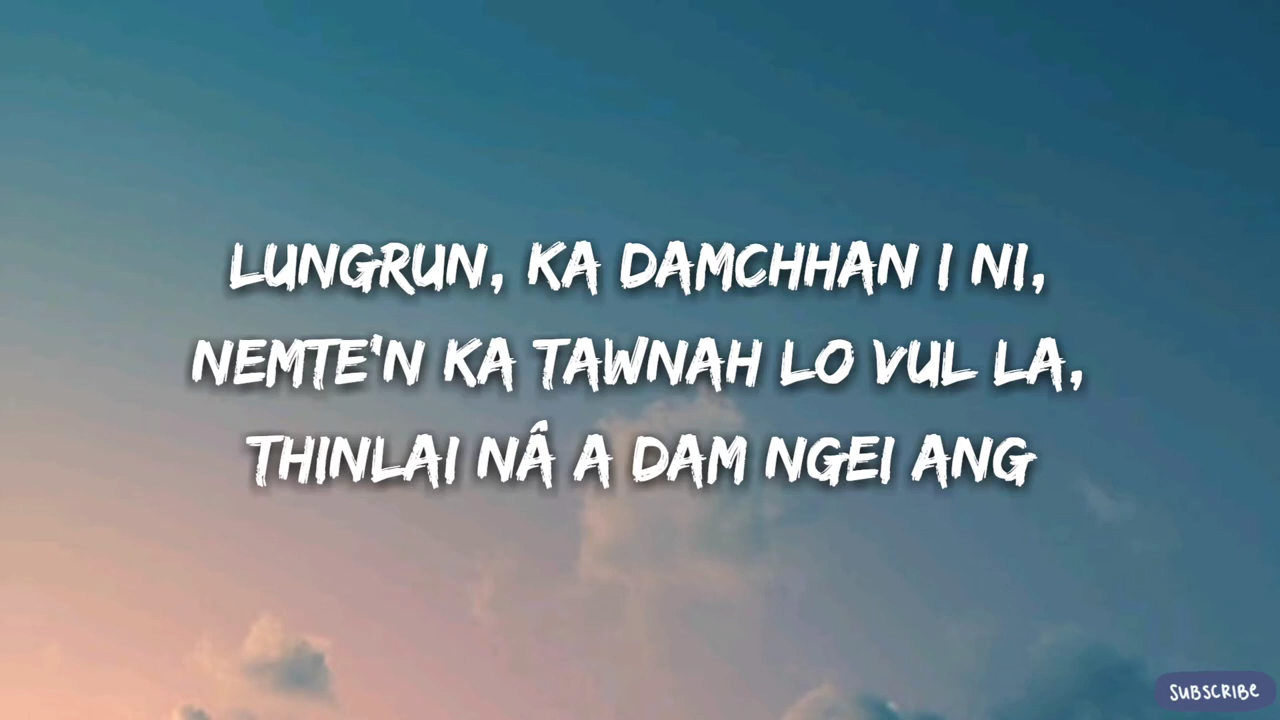 LUNGRUN, KA DAMCHHAN I NI,
NEMTE'N KA TAWNAH LO VUL LA,
THINLAI NÂ A DAM NGEI ANG
SUBSCRIBE